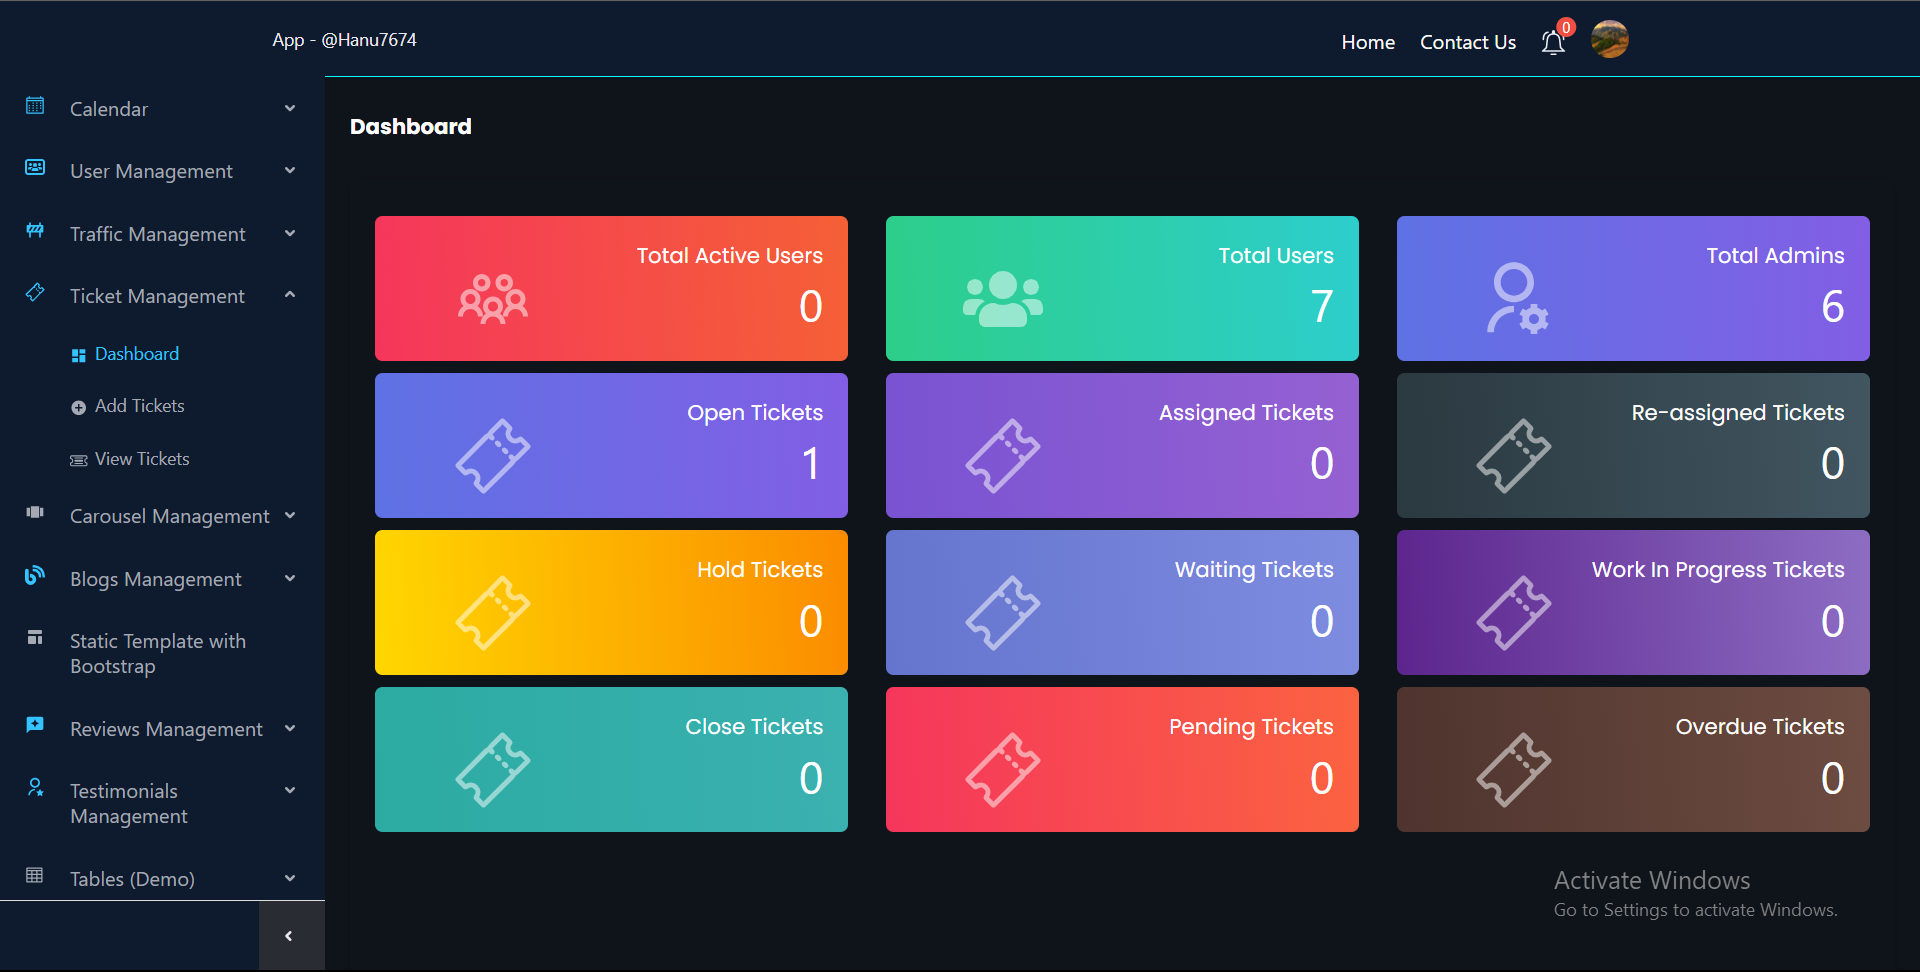 App - @Hanu7674
Home
Contact Us
0
Calendar
User Management
Traffic Management
Ticket Management
Dashboard
Add Tickets
View Tickets
Carousel Management
Blogs Management
Static Template with
Bootstrap
Reviews Management
Testimonials
Management
Tables (Demo)
Dashboard
Total Active Users
0
Total Users
7
Total Admins
6
Open Tickets
1
Assigned Tickets
0
Re-assigned Tickets
0
Hold Tickets
0
Waiting Tickets
0
Work In Progress Tickets
0
Close Tickets
0
Pending Tickets
0
Overdue Tickets
0
Activate Windows
Go to Settings to activate Windows.